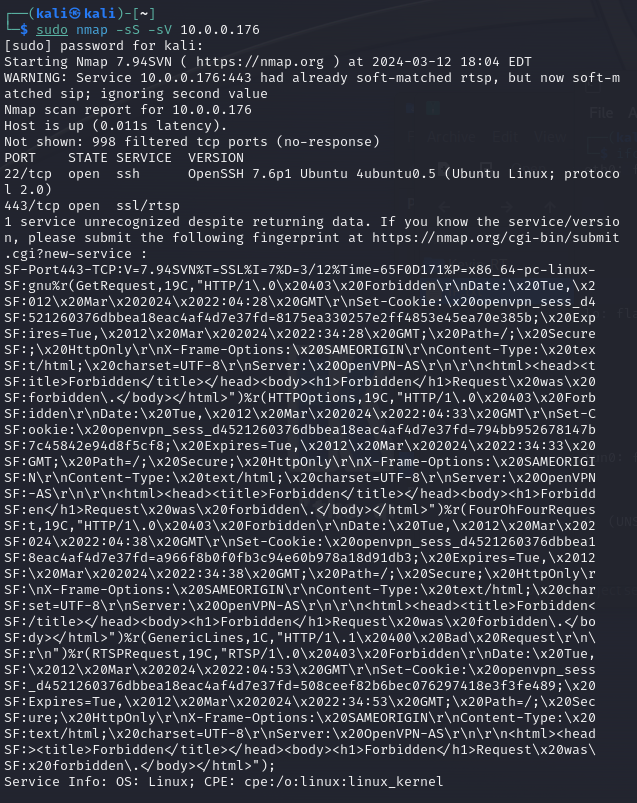 ┌──(kali㉿kali)-[~]
└─$ sudo nmap -sS -sV 10.0.0.176
[sudo] password for kali:
Starting Nmap 7.94SVN ( https://nmap.org ) at 2024-03-12 18:04 EDT
WARNING: Service 10.0.0.176:443 had already soft-matched rtsp, but now soft-m
atched sip; ignoring second value
Nmap scan report for 10.0.0.176
Host is up (0.011s latency).
Not shown: 998 filtered tcp ports (no-response)
PORT    STATE SERVICE  VERSION
22/tcp  open  ssh      OpenSSH 7.6p1 Ubuntu 4ubuntu0.5 (Ubuntu Linux; protoco
l 2.0)
443/tcp open  ssl/rtsp
1 service unrecognized despite returning data. If you know the service/versio
n, please submit the following fingerprint at https://nmap.org/cgi-bin/submit
.cgi?new-service :
SF-Port443-TCP:V=7.94SVN%T=SSL%I=7%D=3/12%Time=65F0D171%P=x86_64-pc-linux-
SF:gnu%r(GetRequest,19C,"HTTP/1\.0\x20403\x20Forbidden\r\nDate:\x20Tue,\x2
SF:012\x20Mar\x202024\x2022:04:28\x20GMT\r\nSet-Cookie:\x20openvpn_sess_d4
SF:521260376dbbea18eac4af4d7e37fd=8175ea330257e2ff4853e45ea70e385b;\x20Exp
SF:ires=Tue,\x2012\x20Mar\x202024\x2022:34:28\x20GMT;\x20Path=/;\x20Secure
SF:;\x20HttpOnly\r\nX-Frame-Options:\x20SAMEORIGIN\r\nContent-Type:\x20tex
SF:t/html;\x20charset=UTF-8\r\nServer:\x20OpenVPN-AS\r\n\r\n<html><head><t
SF:itle>Forbidden</title></head><body><h1>Forbidden</h1>Request\x20was\x20
SF:forbidden\.</body></html>")%r(HTTPOptions,19C,"HTTP/1\.0\x20403\x20Forb
SF:idden\r\nDate:\x20Tue,\x2012\x20Mar\x202024\x2022:04:33\x20GMT\r\nSet-C
SF:ookie:\x20openvpn_sess_d4521260376dbbea18eac4af4d7e37fd=794bb952678147b
SF:7c45842e94d8f5cf8;\x20Expires=Tue,\x2012\x20Mar\x202024\x2022:34:33\x20
SF:GMT;\x20Path=/;\x20Secure;\x20HttpOnly\r\nX-Frame-Options:\x20SAMEORIGI
SF:N\r\nContent-Type:\x20text/html;\x20charset=UTF-8\r\nServer:\x20OpenVPN
SF:-AS\r\n\r\n<html><head><title>Forbidden</title></head><body><h1>Forbidd
SF:en</h1>Request\x20was\x20forbidden\.</body></html>")%r(FourOhFourReques
SF:t,19C,"HTTP/1\.0\x20403\x20Forbidden\r\nDate:\x20Tue,\x2012\x20Mar\x202
SF:024\x2022:04:38\x20GMT\r\nSet-Cookie:\x20openvpn_sess_d4521260376dbbea1
SF:8eac4af4d7e37fd=a966f8b0f0fb3c94e60b978a18d91db3;\x20Expires=Tue,\x2012
SF:\x20Mar\x202024\x2022:34:38\x20GMT;\x20Path=/;\x20Secure;\x20HttpOnly\r
SF:\nX-Frame-Options:\x20SAMEORIGIN\r\nContent-Type:\x20text/html;\x20char
SF:set=UTF-8\r\nServer:\x20OpenVPN-AS\r\n\r\n<html><head><title>Forbidden<
SF:/title></head><body><h1>Forbidden</h1>Request\x20was\x20forbidden\.</bo
SF:dy></html>")%r(GenericLines,1C,"HTTP/1\.1\x20400\x20Bad\x20Request\r\n\
SF:r\n")%r(RTSPRequest,19C,"RTSP/1\.0\x20403\x20Forbidden\r\nDate:\x20Tue,
SF:\x2012\x20Mar\x202024\x2022:04:53\x20GMT\r\nSet-Cookie:\x20openvpn_sess
SF:_d4521260376dbbea18eac4af4d7e37fd=508ceef82b6bec076297418e3f3fe489;\x20
SF:Expires=Tue,\x2012\x20Mar\x202024\x2022:34:53\x20GMT;\x20Path=/;\x20Sec
SF:ure;\x20HttpOnly\r\nX-Frame-Options:\x20SAMEORIGIN\r\nContent-Type:\x20
SF:text/html;\x20charset=UTF-8\r\nServer:\x20OpenVPN-AS\r\n\r\n<html><head
SF:><title>Forbidden</title></head><body><h1>Forbidden</h1>Request\x20was\
SF:x20forbidden\.</body></html>");
Service Info: OS: Linux; CPE: cpe:/o:linux:linux_kernel